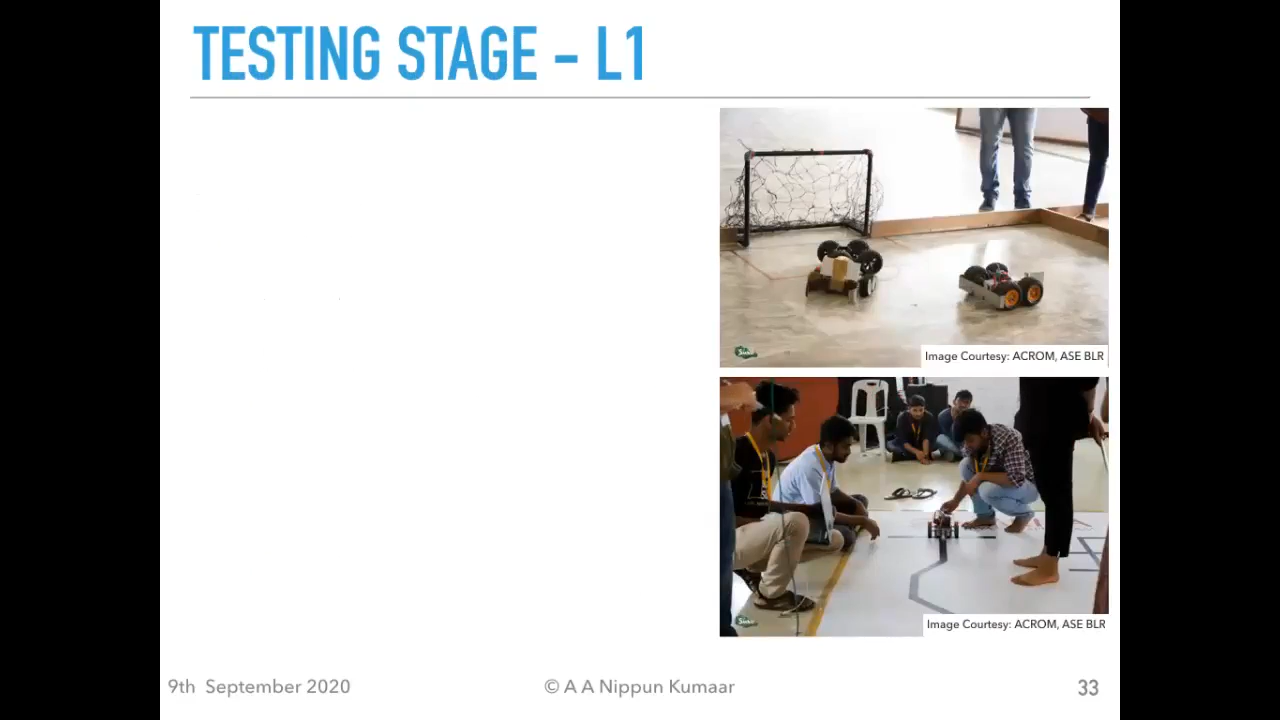 TESTING STAGE – L1
Image Courtesy: ACROM, ASE BLR
Image Courtesy: ACROM, ASE BLR
9th September 2020
© A A Nippun Kumaar
33